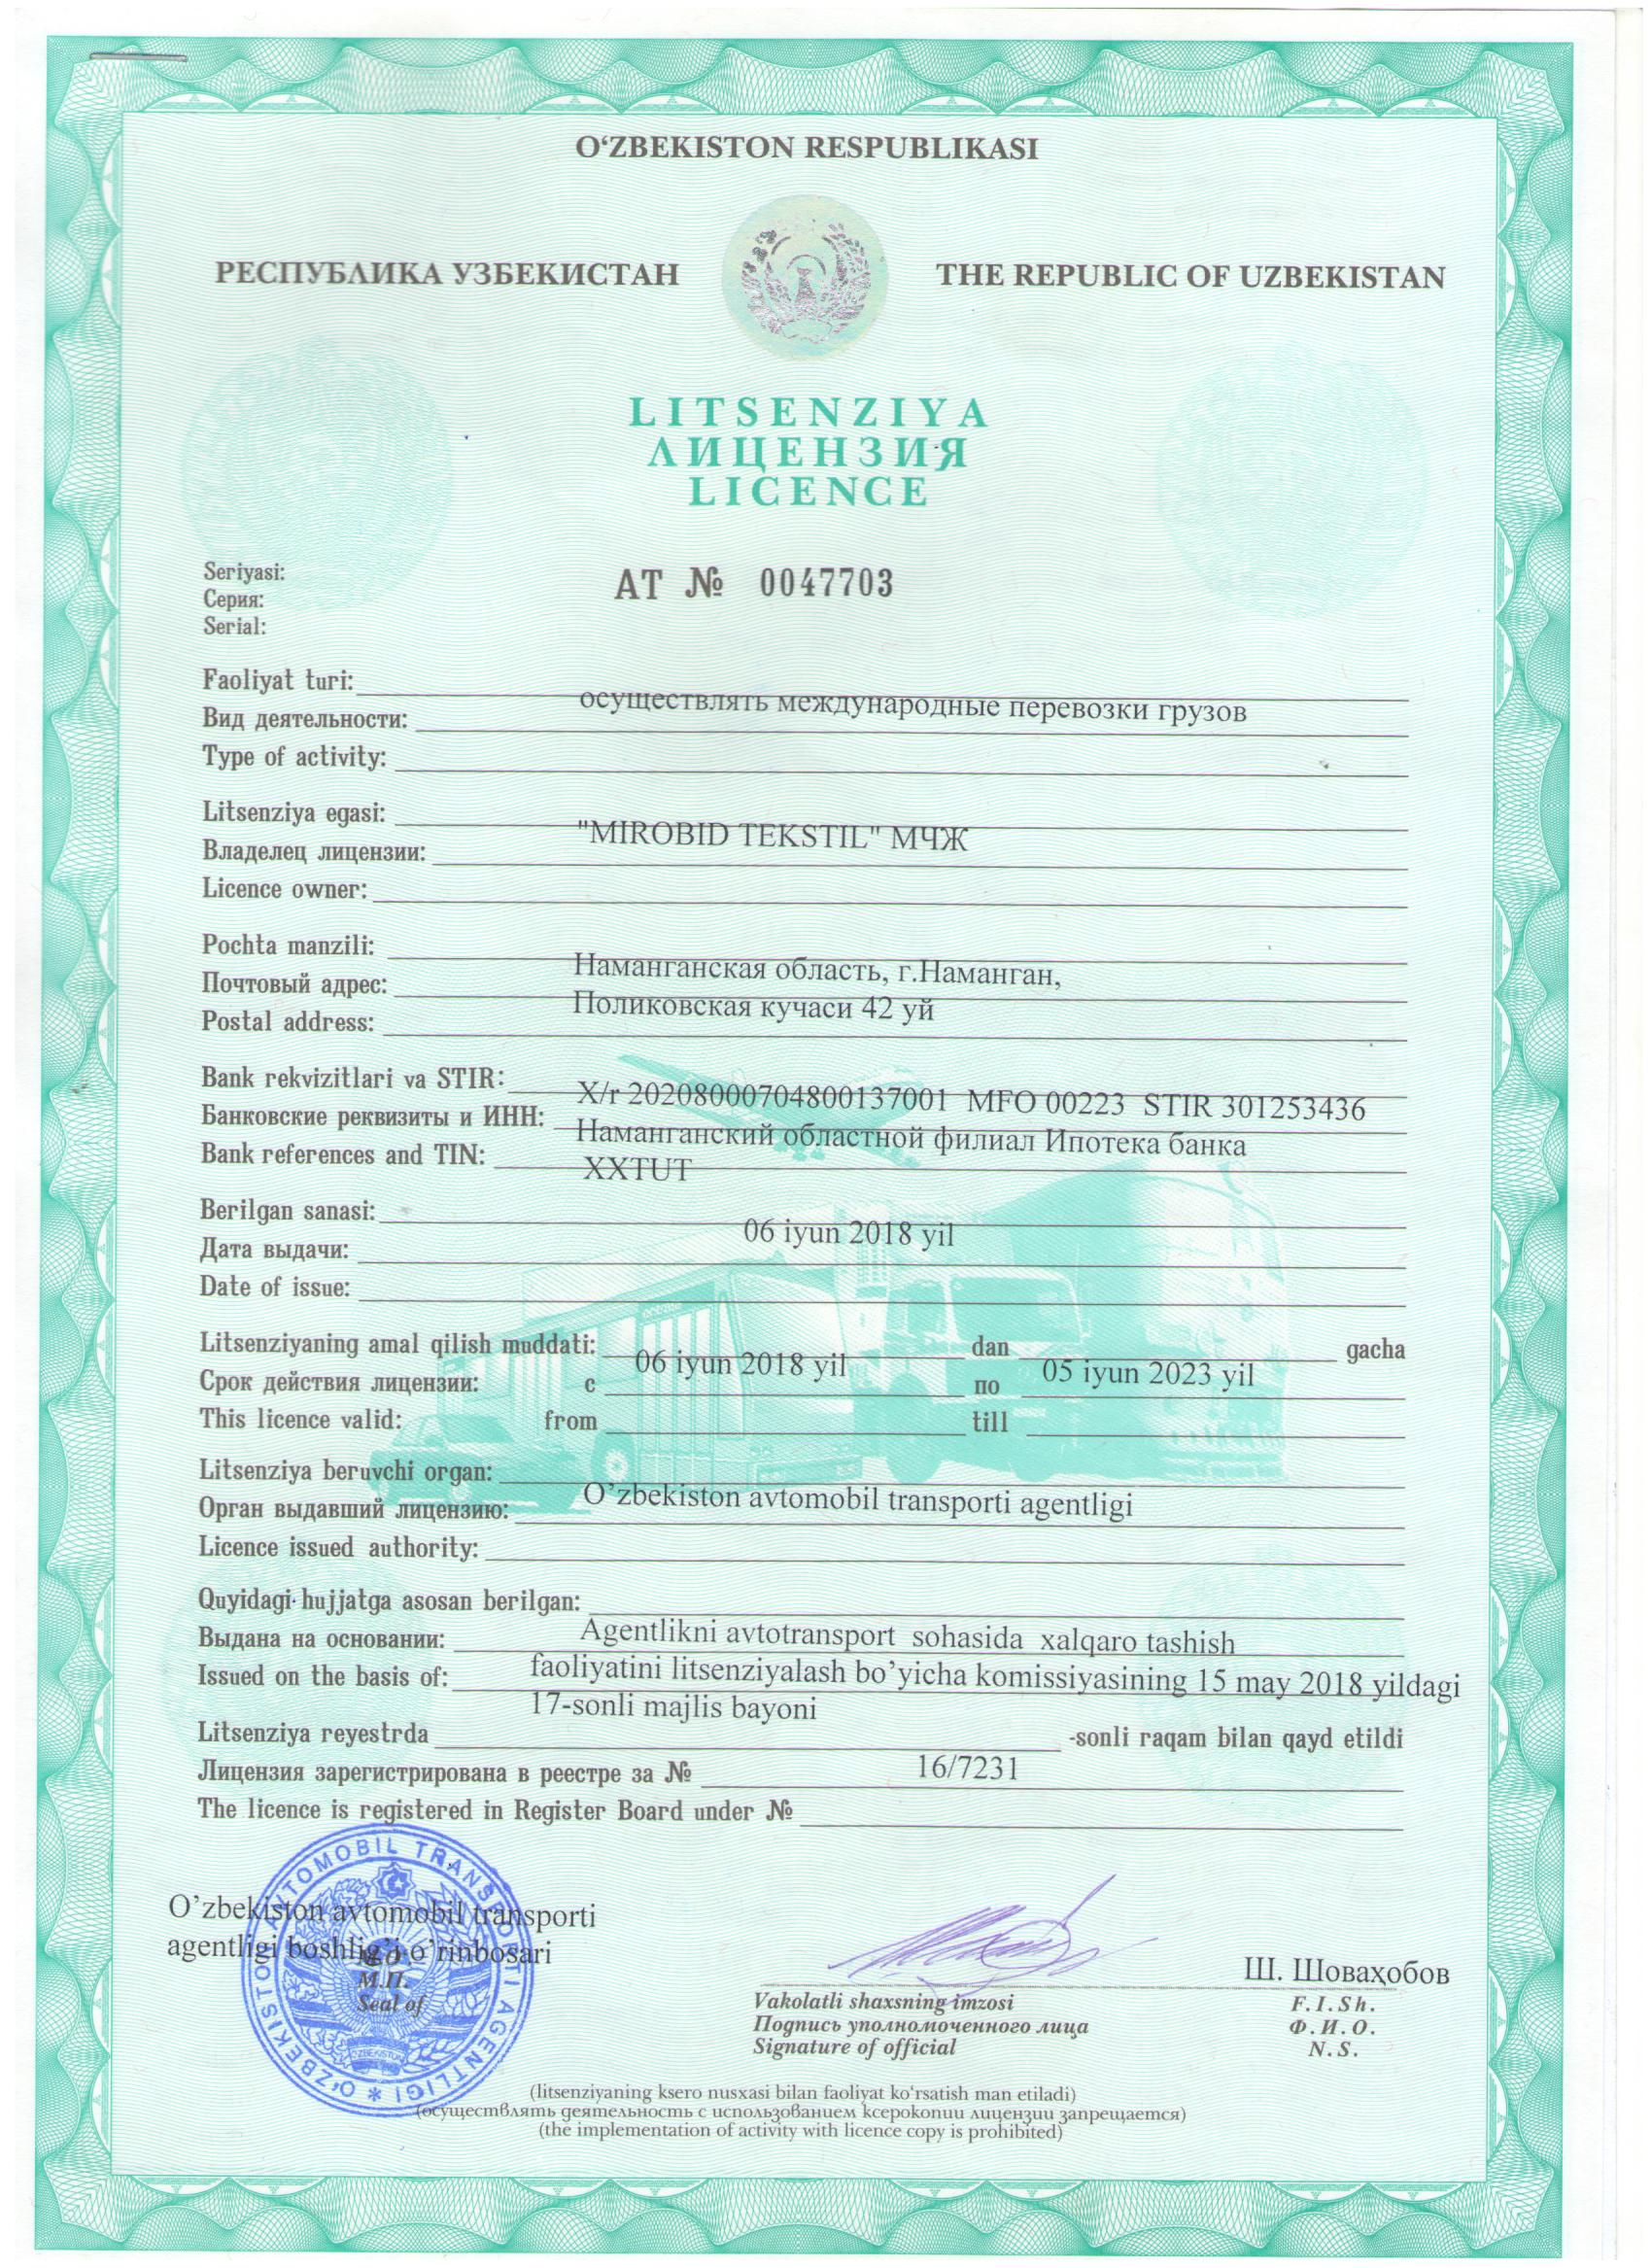 O‘ZBEKISTON RESPUBLIKASI
РЕСПУБЛИКА УЗБЕКИСТАН
THE REPUBLIC OF UZBEKISTAN
LITSENZIYA
ЛИЦЕНЗИЯ
LICENCE
Seriyasi:
Серия:
Serial:
АТ № 0047703
Faoliyat turi:
осуществлять международные перевозки грузов
Вид деятельности:
Type of activity:
Litsenziya egasi:
"MIROBID TEKSTIL" МЧЖ
Владелец лицензии:
Licence owner:
Pochta manzili:
Наманганская область, г.Наманган,
Почтовый адрес:
Поликовская кучаси 42 уй
Postal address:
Bank rekvizitlari va STIR:
X/r 20208000704800137001 MFO 00223 STIR 301253436
Банковские реквизиты и ИНН:
Наманганский областной филиал Ипотека банка
Bank references and TIN:
XXTUT
Berilgan sanasi:
06 iyun 2018 yil
Дата выдачи:
Date of issue:
Litsenziyaning amal qilish muddati: dan gacha
06 iyun 2018 yil 05 iyun 2023 yil
Срок действия лицензии: с по
This licence valid: from till
Litsenziya beruvchi organ:
O’zbekiston avtomobil transporti agentligi
Орган выдавший лицензию:
Licence issued authority:
Quyidagi hujjatga asosan berilgan:
Выдана на основании: Agentlikni avtotransport sohasida xalqaro tashish
Issued on the basis of: faoliyatini litsenziyalash bo’yicha komissiyasining 15 may 2018 yildagi
17-sonli majlis bayoni
Litsenziya reyestrda -sonli raqam bilan qayd etildi
Лицензия зарегистрирована в реестре за № 16/7231
The licence is registered in Register Board under №
O’zbekiston avtomobil transporti
agentligi boshlig’i o’rinbosari
M.O.
М.П.
Seal of
O‘ZBEKISTON AVTOMOBIL TRANSPORTI AGENTLIGI *
O‘ZBEKISTON
Ш. Шоваҳобов
Vakolatli shaxsning imzosi
Подпись уполномоченного лица
Signature of official
F.I.Sh.
Ф.И.О.
N.S.
(litsenziyaning ksero nusxasi bilan faoliyat ko‘rsatish man etiladi)
(осуществлять деятельность с использованием ксерокопии лицензии запрещается)
(the implementation of activity with licence copy is prohibited)